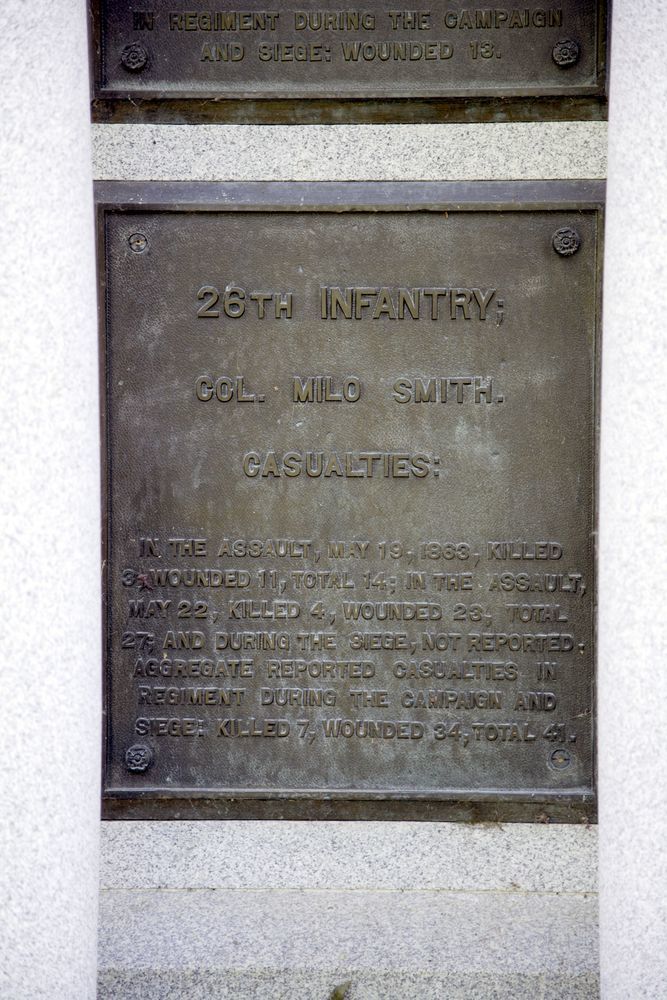 IN REGIMENT DURING THE CAMPAIGN
AND SIEGE: WOUNDED 13.
26TH INFANTRY;
COL. MILO SMITH.
CASUALTIES:
IN THE ASSAULT, MAY 19, 1863, KILLED
3, WOUNDED 11, TOTAL 14; IN THE ASSAULT,
MAY 22, KILLED 4, WOUNDED 23, TOTAL
27; AND DURING THE SIEGE, NOT REPORTED.
AGGREGATE REPORTED CASUALTIES IN
REGIMENT DURING THE CAMPAIGN AND
SIEGE: KILLED 7, WOUNDED 34, TOTAL 41.